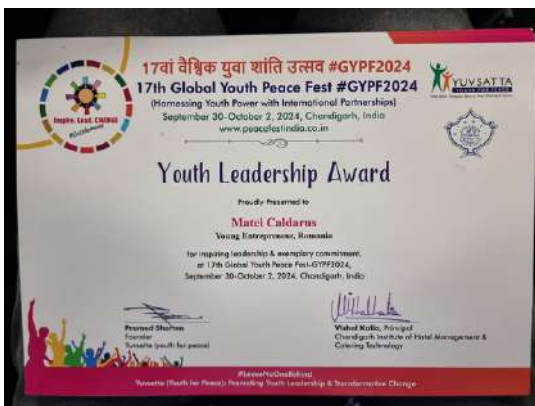 17वां वैश्विक युवा शांति उत्सव #GYPF2024
17th Global Youth Peace Fest #GYPF2024
(Harnessing Youth Power with International Partnerships)
September 30-October 2, 2024, Chandigarh, India
www.peacefestindia.co.in
Inspire. Lead. CHANGE
YUVSATTA
Youth Leadership Award
Proudly Presented to
Matei Caldarus
Young Entrepreneur, Romania
for inspiring leadership & exemplary commitment,
at 17th Global Youth Peace Fest-GYPF2024,
September 30-October 2, 2024, Chandigarh, India
Pramod Sharma
Founder
Yuvsatta (youth for peace)
Vishal Kalia, Principal
Chandigarh Institute of Hotel Management &
Catering Technology
#LeaveNoOneBehind
Yuvsatta (Youth for Peace): Promoting Youth Leadership & Transformative Change